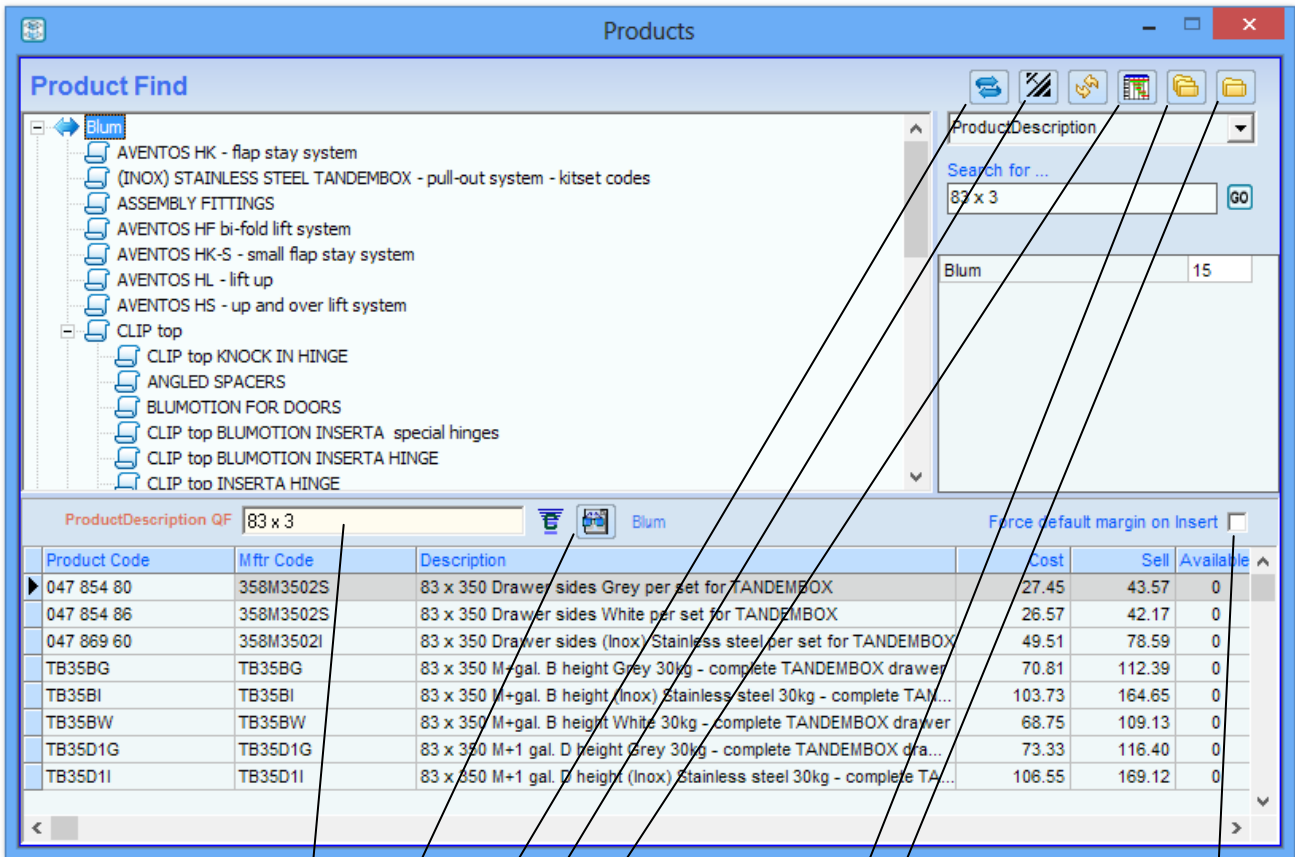 Products
Product Find
Blum
AVENTOS HK - flap stay system
(INOX) STAINLESS STEEL TANDEMBOX - pull-out system - kitset codes
ASSEMBLY FITTINGS
AVENTOS HF bi-fold lift system
AVENTOS HK-S - small flap stay system
AVENTOS HL - lift up
AVENTOS HS - up and over lift system
CLIP top
CLIP top KNOCK IN HINGE
ANGLED SPACERS
BLUMOTION FOR DOORS
CLIP top BLUMOTION INSERTA special hinges
CLIP top BLUMOTION INSERTA HINGE
CLIP top INSERTA HINGE
ProductDescription
Search for ...
83 x 3 GO
Blum 15
ProductDescription QF 83 x 3 Blum Force default margin on Insert
Product Code Mftr Code Description Cost Sell Available
047 854 80 358M3502S 83 x 350 Drawer sides Grey per set for TANDEMBOX 27.45 43.57 0
047 854 86 358M3502S 83 x 350 Drawer sides White per set for TANDEMBOX 26.57 42.17 0
047 869 60 358M3502I 83 x 350 Drawer sides (Inox) Stainless steel per set for TANDEMBOX 49.51 78.59 0
TB35BG TB35BG 83 x 350 M+gal. B height Grey 30kg - complete TANDEMBOX drawer 70.81 112.39 0
TB35BI TB35BI 83 x 350 M+gal. B height (Inox) Stainless steel 30kg - complete TAN... 103.73 164.65 0
TB35BW TB35BW 83 x 350 M+gal. B height White 30kg - complete TANDEMBOX drawer 68.75 109.13 0
TB35D1G TB35D1G 83 x 350 M+1 gal. D height Grey 30kg - complete TANDEMBOX dra... 73.33 116.40 0
TB35D1I TB35D1I 83 x 350 M+1 gal. D height (Inox) Stainless steel 30kg - complete TA... 106.55 169.12 0